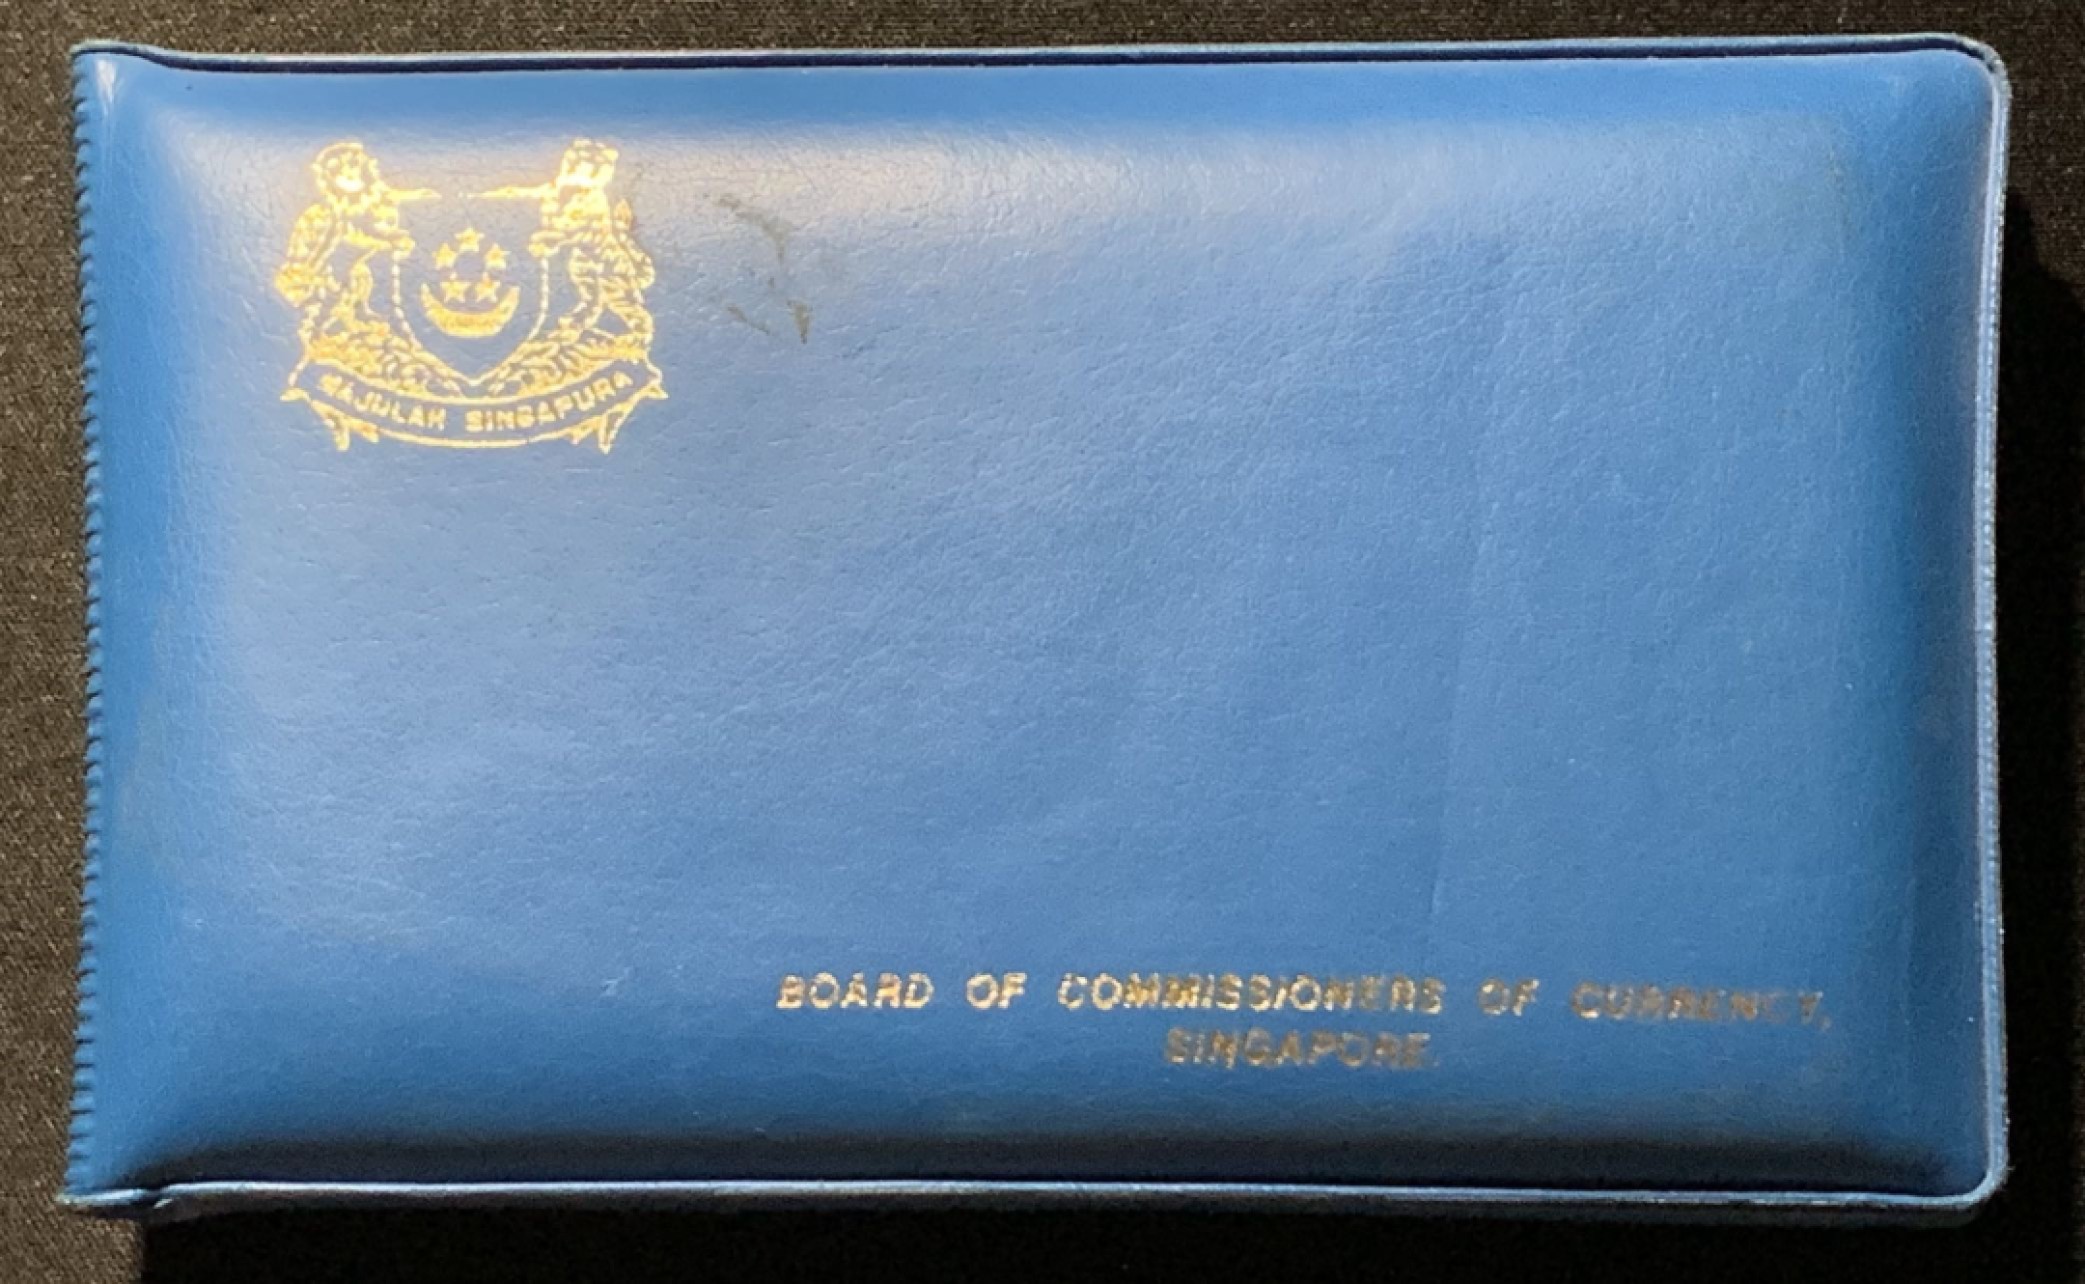 MAJULAH SINGAPURA
BOARD OF COMMISSIONERS OF CURRENCY,
SINGAPORE.